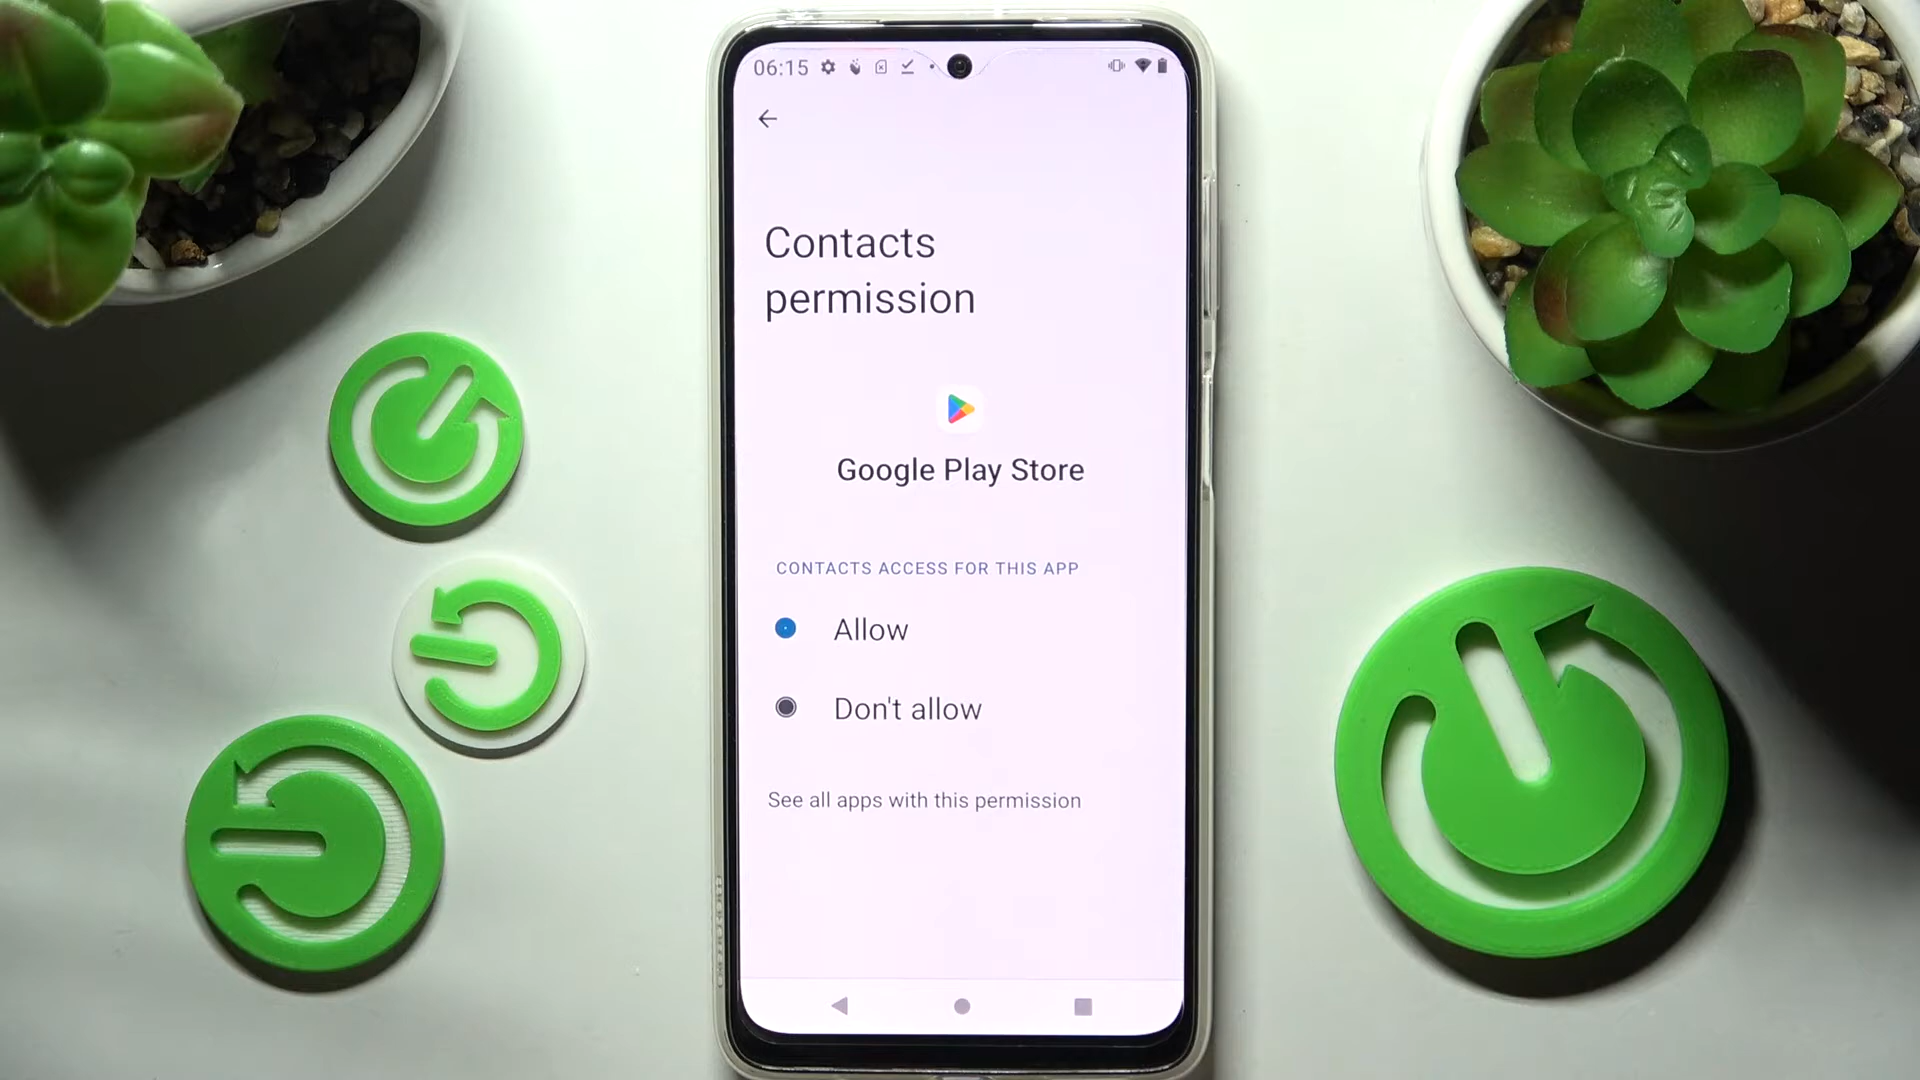 06:15
Contacts
permission
Google Play Store
CONTACTS ACCESS FOR THIS APP
Allow
Don't allow
See all apps with this permission